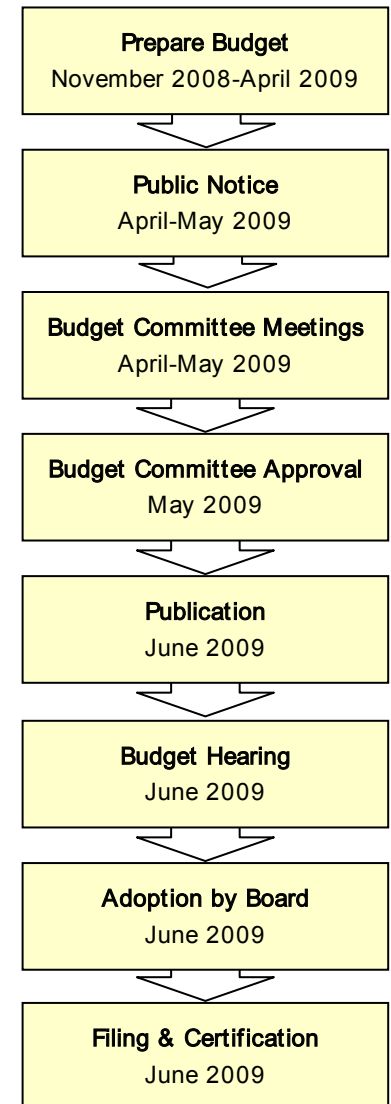 Prepare Budget
November 2008-April 2009
Public Notice
April-May 2009
Budget Committee Meetings
April-May 2009
Budget Committee Approval
May 2009
Publication
June 2009
Budget Hearing
June 2009
Adoption by Board
June 2009
Filing & Certification
June 2009